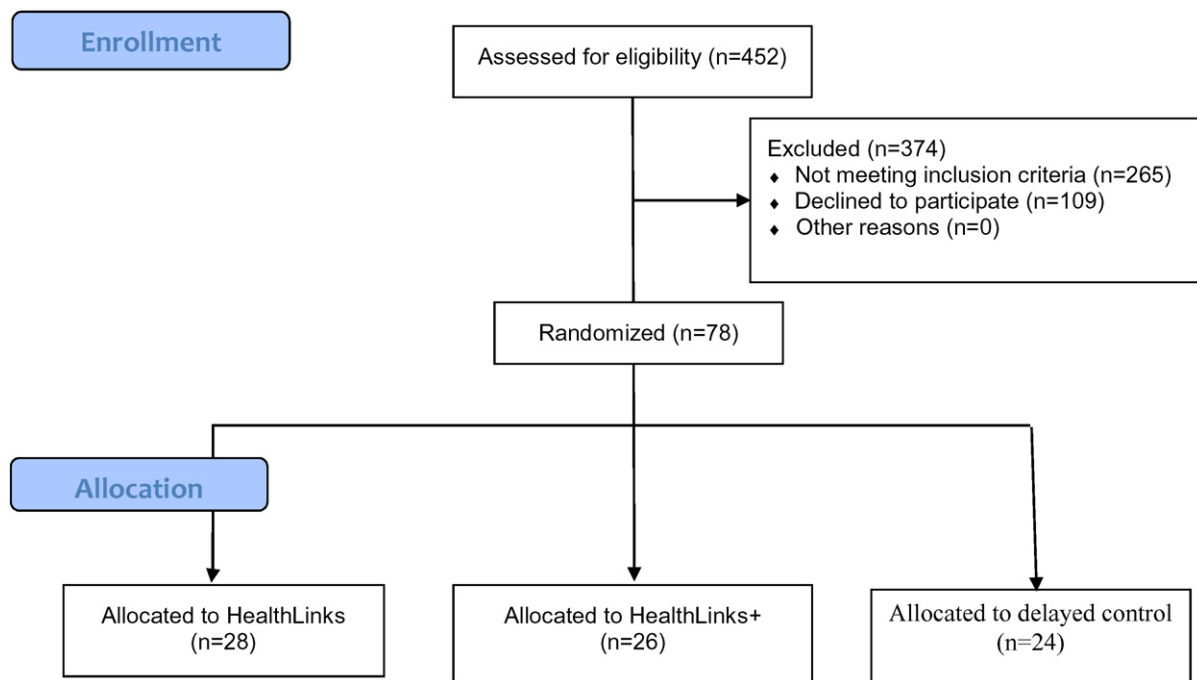 Enrollment
Assessed for eligibility (n=452)
Excluded (n=374)
♦ Not meeting inclusion criteria (n=265)
♦ Declined to participate (n=109)
♦ Other reasons (n=0)
Randomized (n=78)
Allocation
Allocated to HealthLinks
(n=28)
Allocated to HealthLinks+
(n=26)
Allocated to delayed control
(n=24)